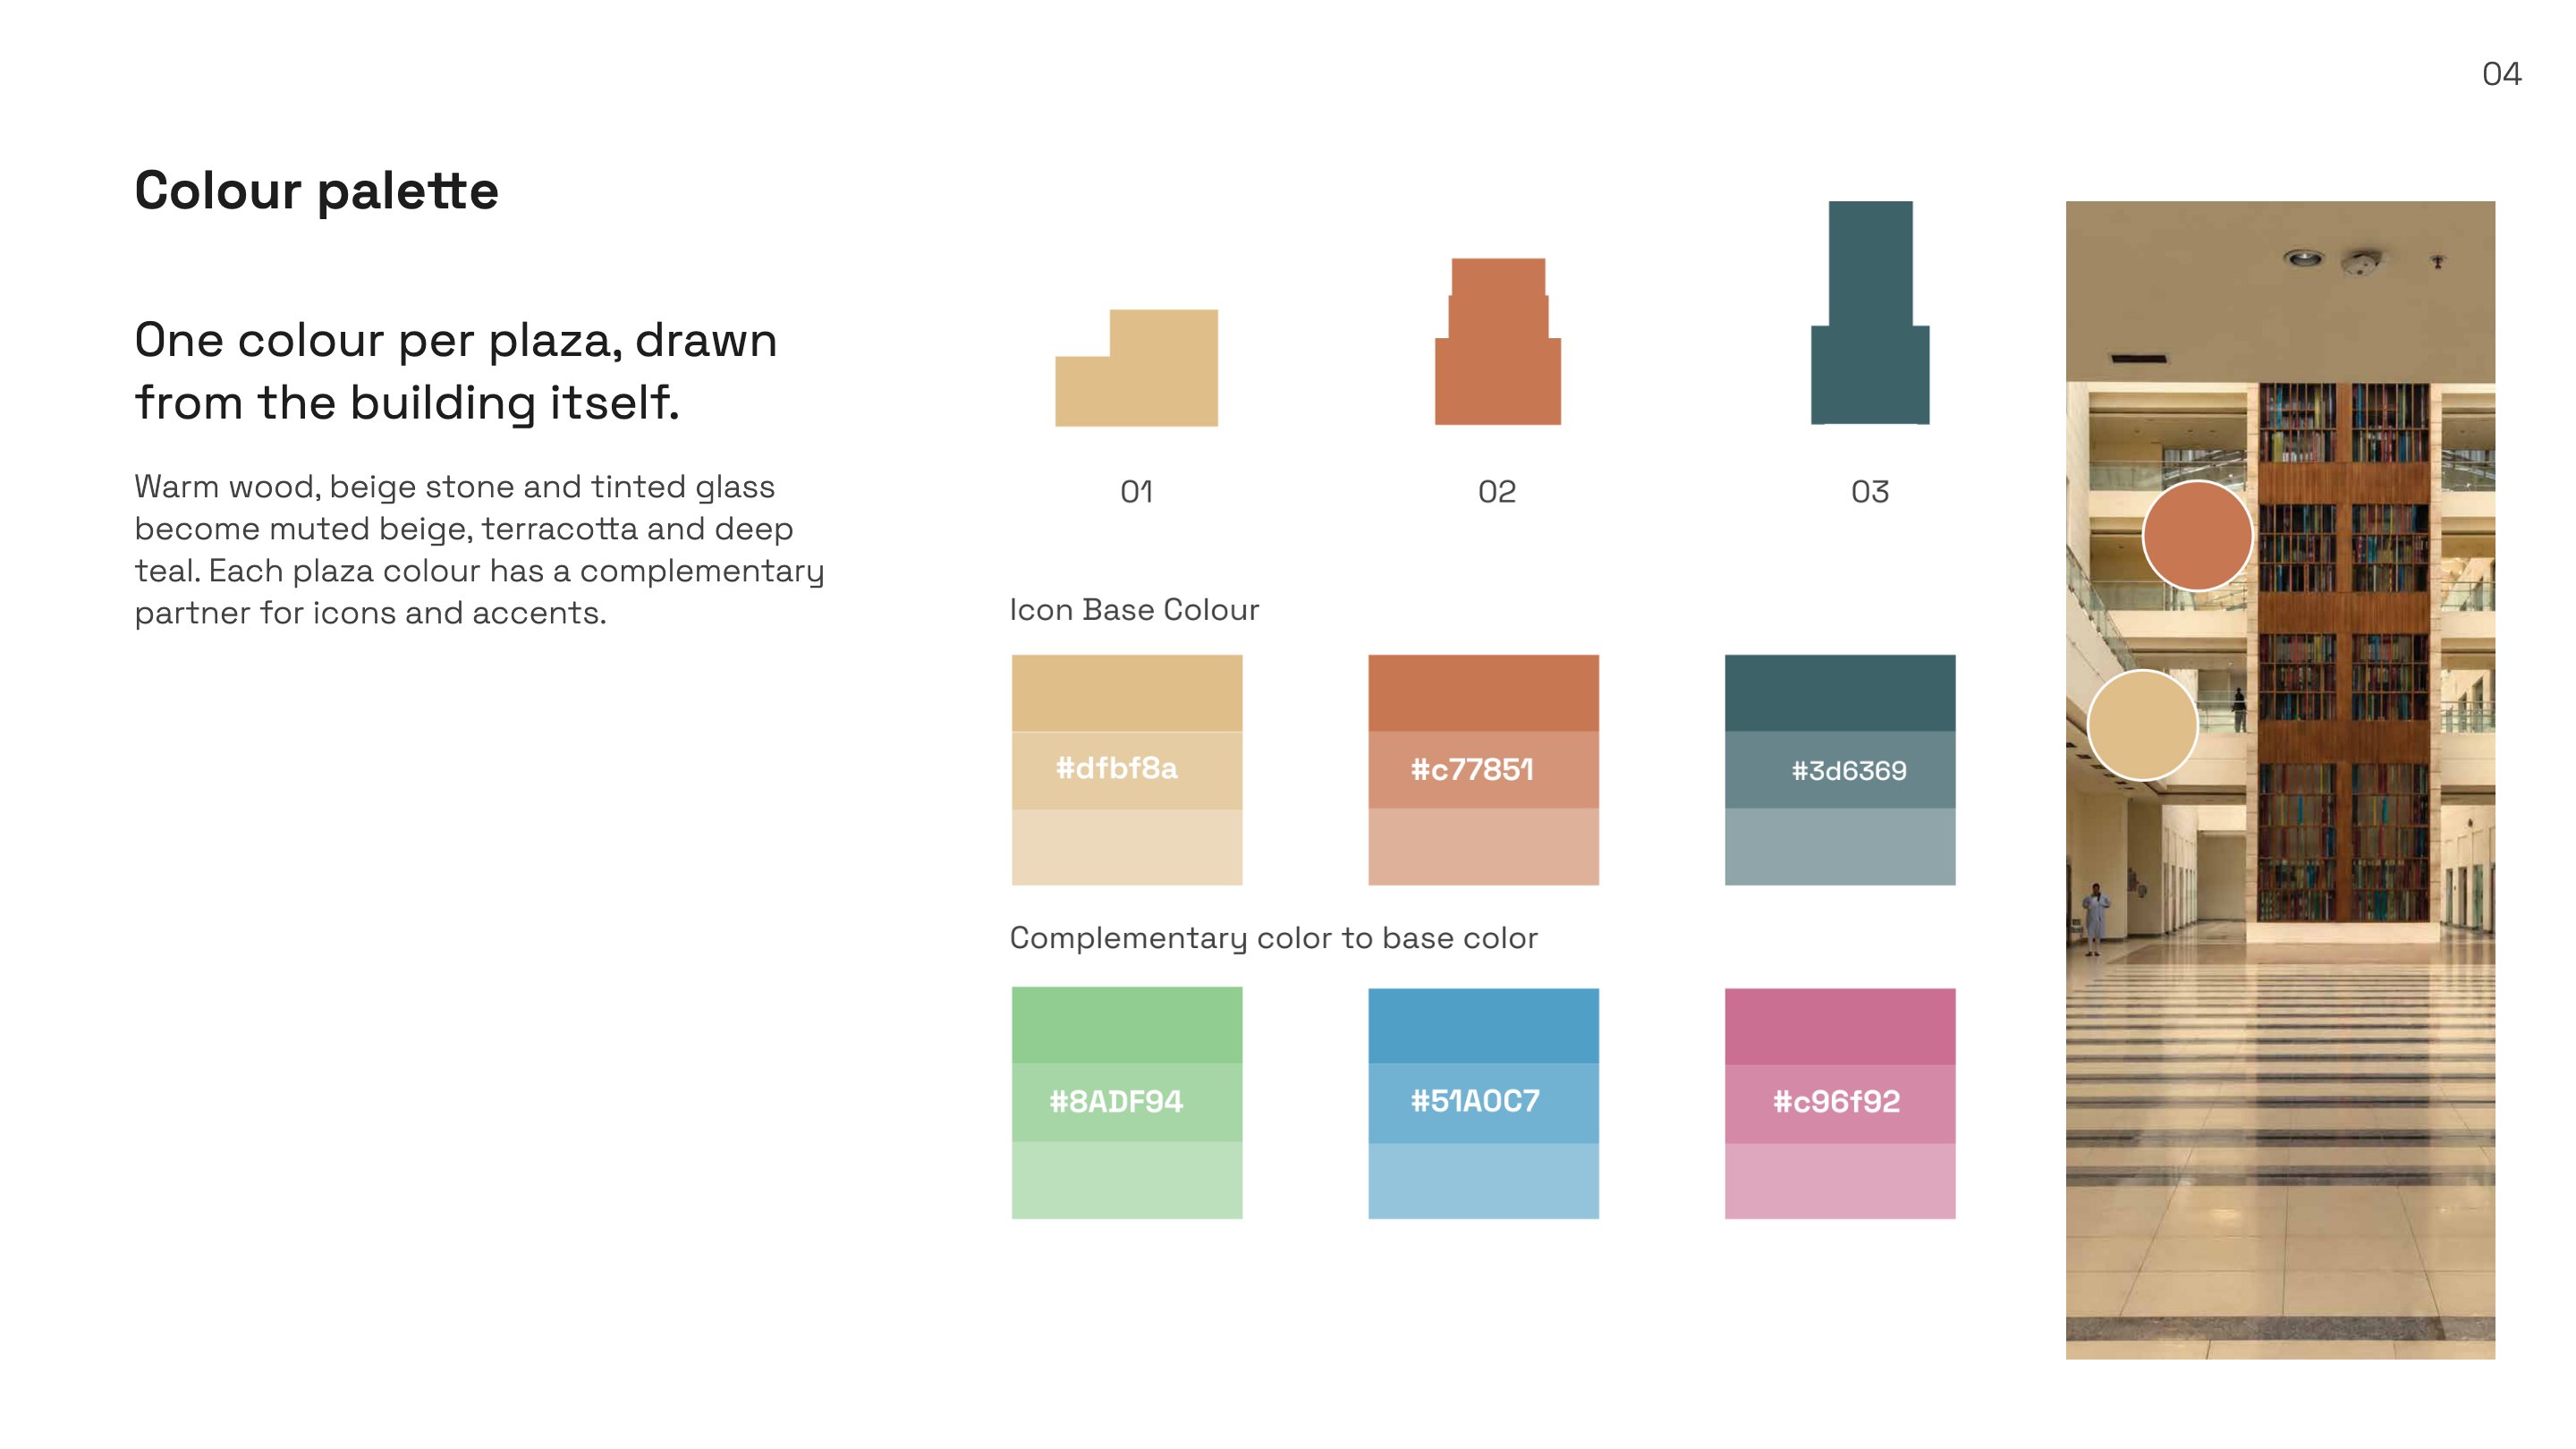 04
Colour palette
One colour per plaza, drawn
from the building itself.
Warm wood, beige stone and tinted glass
become muted beige, terracotta and deep
teal. Each plaza colour has a complementary
partner for icons and accents.
01
02
03
Icon Base Colour
#dfbf8a
#c77851
#3d6369
Complementary color to base color
#8ADF94
#51A0C7
#c96f92